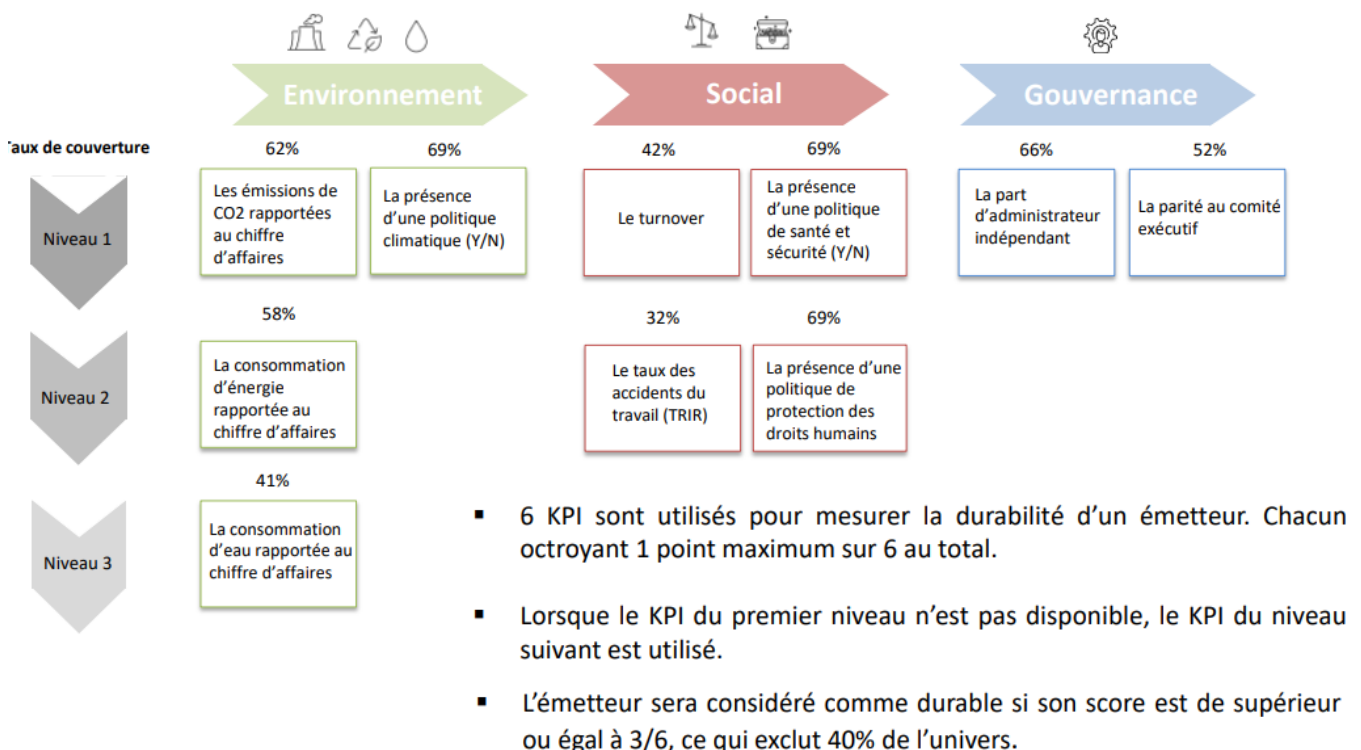 Environnement
Social
Gouvernance
aux de couverture
62%
69%
42%
69%
66%
52%
Niveau 1
Les émissions de
CO2 rapportées
au chiffre
d'affaires
La présence
d'une politique
climatique (Y/N)
Le turnover
La présence
d'une politique
de santé et
sécurité (Y/N)
La part
d'administrateur
indépendant
La parité au comité
exécutif
58%
32%
69%
Niveau 2
La consommation
d'énergie
rapportée au
chiffre d'affaires
Le taux des
accidents du
travail (TRIR)
La présence d'une
politique de
protection des
droits humains
41%
Niveau 3
La consommation
d'eau rapportée au
chiffre d'affaires
▪ 6 KPI sont utilisés pour mesurer la durabilité d'un émetteur. Chacun
octroyant 1 point maximum sur 6 au total.
▪ Lorsque le KPI du premier niveau n'est pas disponible, le KPI du niveau
suivant est utilisé.
▪ L'émetteur sera considéré comme durable si son score est de supérieur
ou égal à 3/6, ce qui exclut 40% de l'univers.